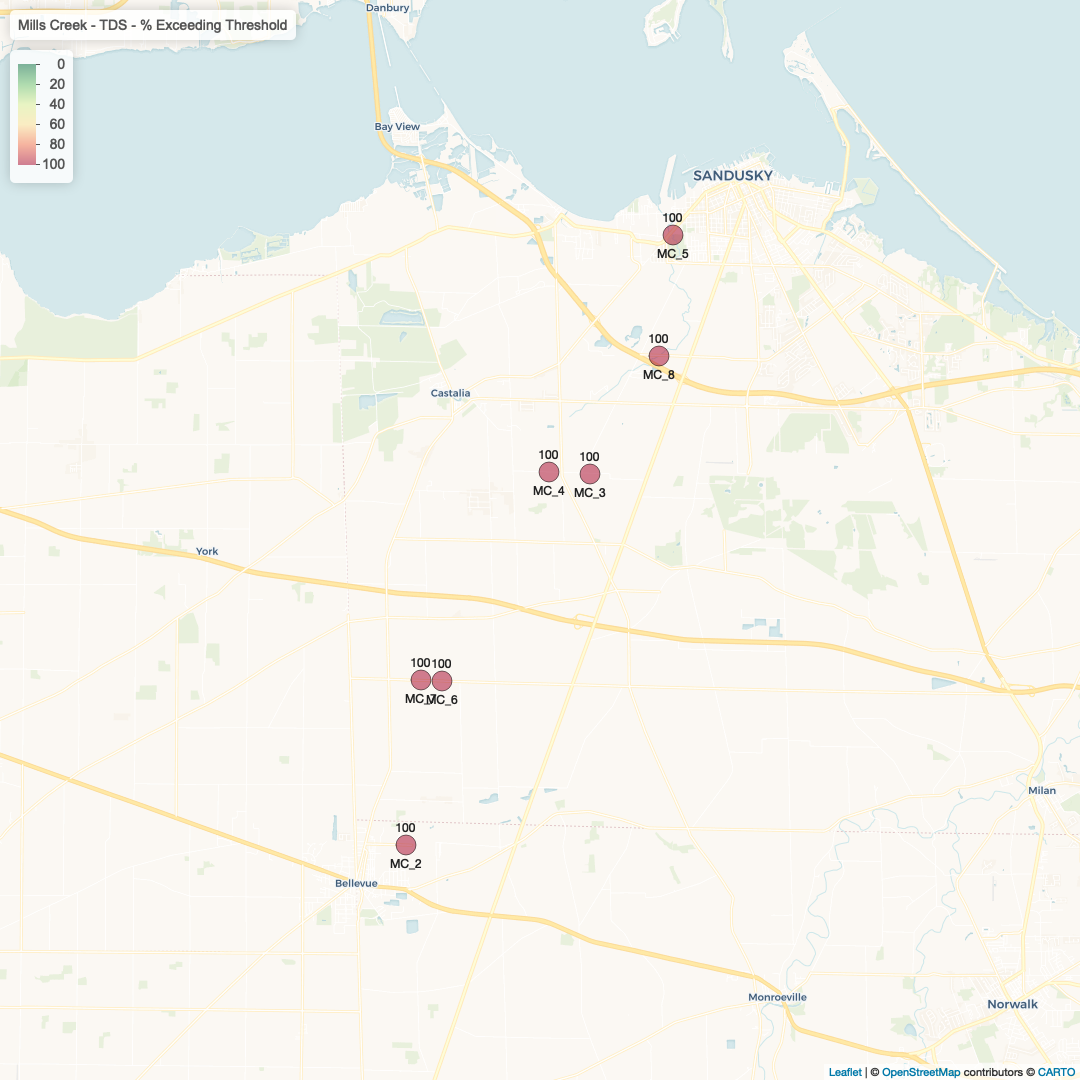 Danbury
Mills Creek - TDS - % Exceeding Threshold
0
20
40
60
80
100
Bay View
SANDUSKY
100
MC_5
100
MC_8
Castalia
100
MC_4
100
MC_3
York
100
MC_7
100
MC_6
Milan
100
MC_2
Bellevue
Monroeville
Norwalk
Leaflet | © OpenStreetMap contributors © CARTO